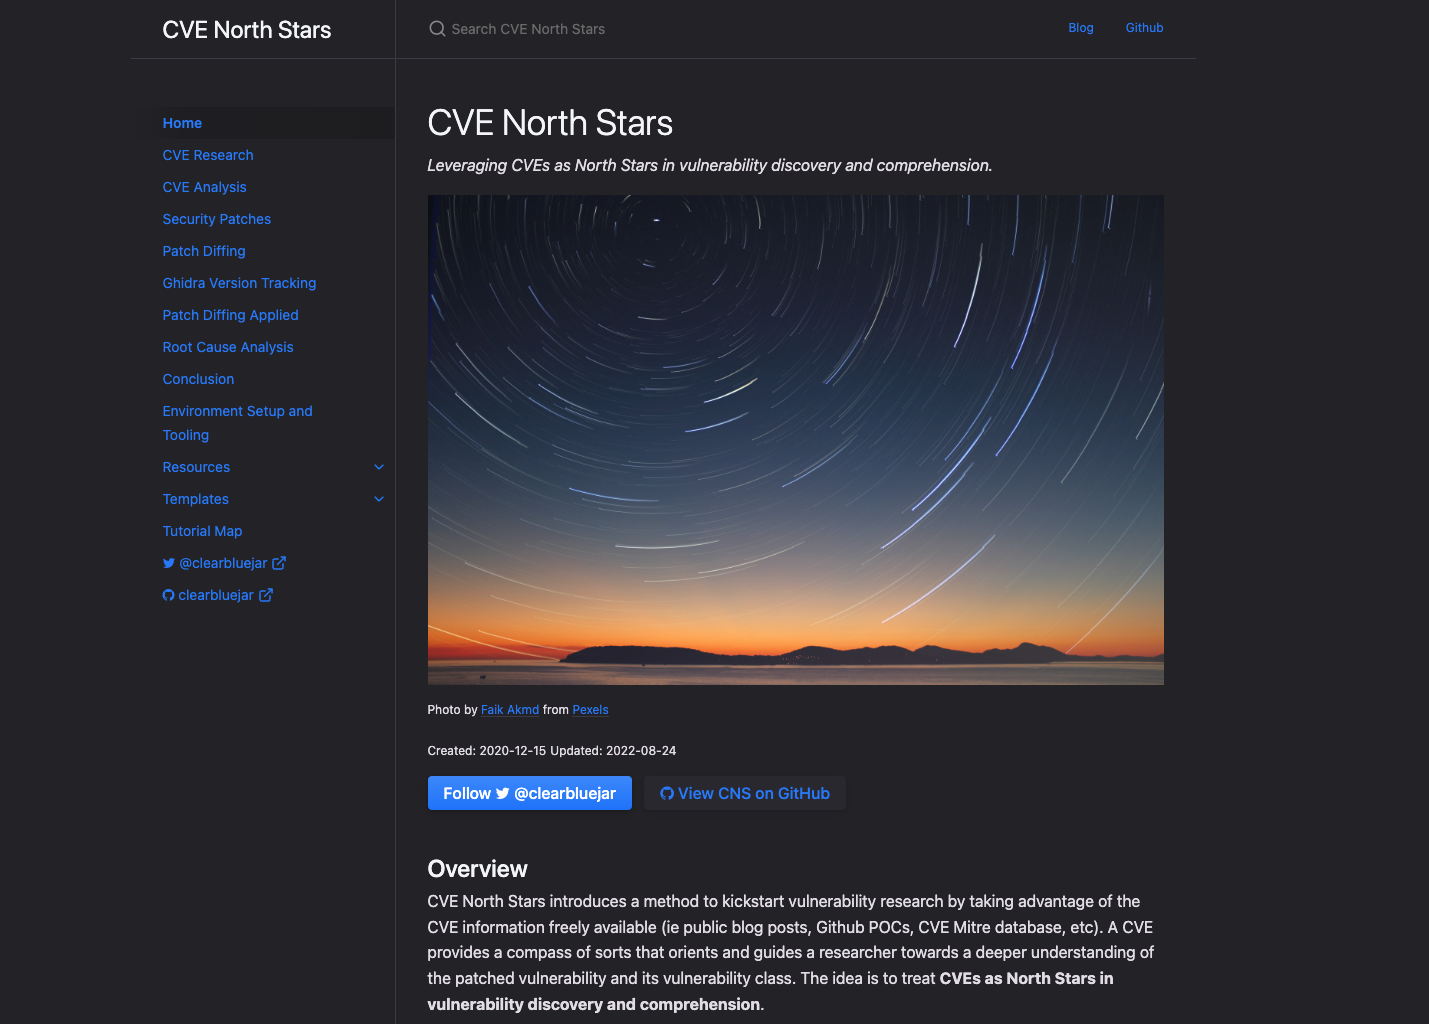 CVE North Stars
Search CVE North Stars
Blog
Github
Home
CVE Research
CVE Analysis
Security Patches
Patch Diffing
Ghidra Version Tracking
Patch Diffing Applied
Root Cause Analysis
Conclusion
Environment Setup and
Tooling
Resources
Templates
Tutorial Map
@clearbluejar
clearbluejar
CVE North Stars
Leveraging CVEs as North Stars in vulnerability discovery and comprehension.
Photo by Faik Akmd from Pexels
Created: 2020-12-15 Updated: 2022-08-24
Follow @clearbluejar
View CNS on GitHub
Overview
CVE North Stars introduces a method to kickstart vulnerability research by taking advantage of the
CVE information freely available (ie public blog posts, Github POCs, CVE Mitre database, etc). A CVE
provides a compass of sorts that orients and guides a researcher towards a deeper understanding of
the patched vulnerability and its vulnerability class. The idea is to treat CVEs as North Stars in
vulnerability discovery and comprehension.